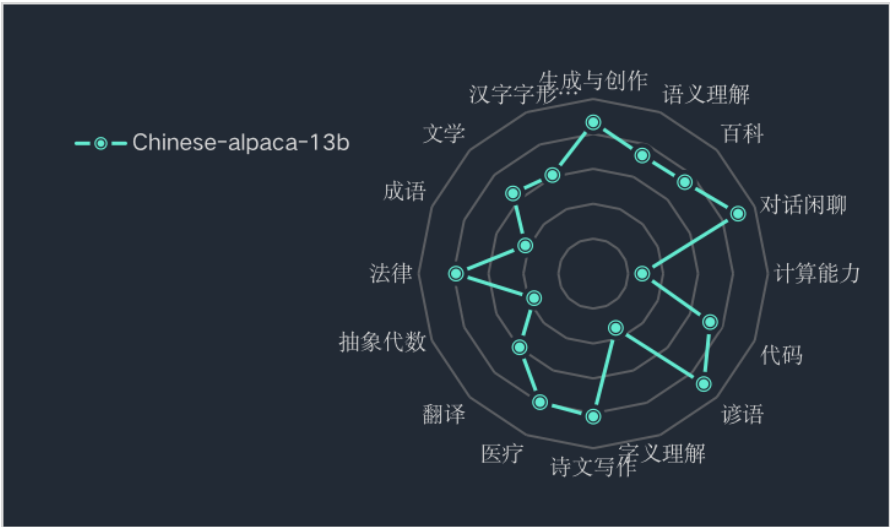 生成与创作
汉字字形…
语义理解
文学
百科
Chinese-alpaca-13b
成语
对话闲聊
法律
计算能力
抽象代数
代码
翻译
谚语
医疗
诗文写作
字义理解